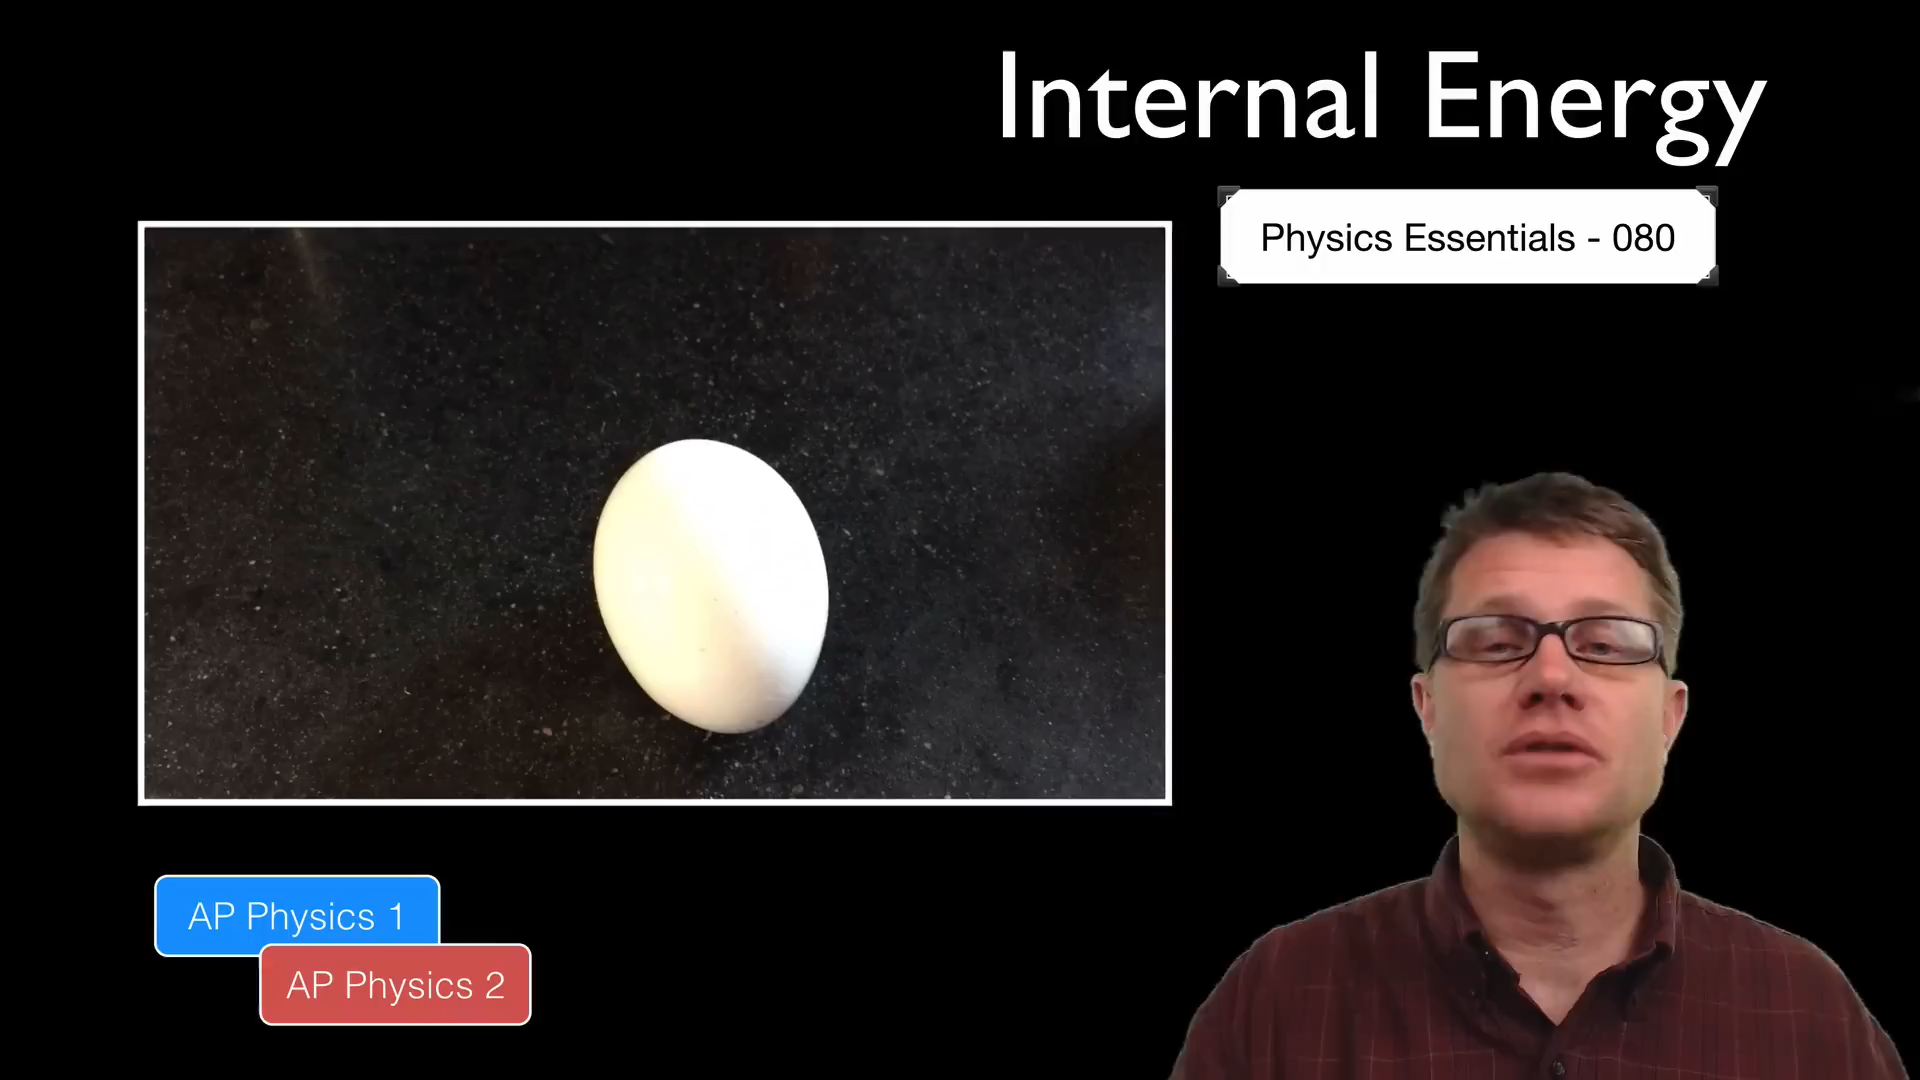 Internal Energy
Physics Essentials - 080
AP Physics 1
AP Physics 2